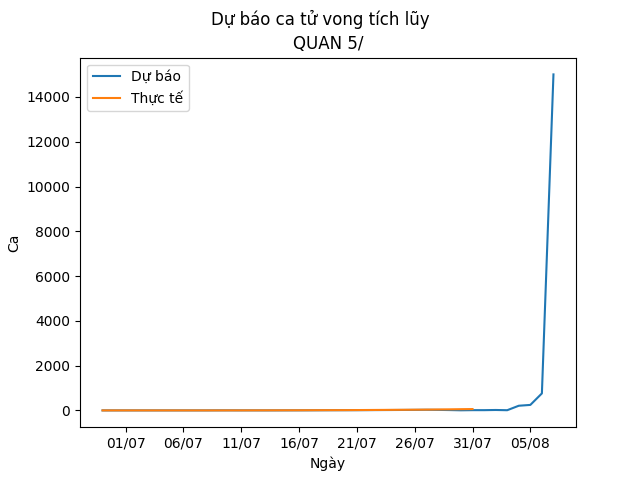 Dự báo ca tử vong tích lũy
QUAN 5/
Dự báo
Thực tế
14000
12000
10000
8000
6000
4000
2000
0
Ca
01/07 06/07 11/07 16/07 21/07 26/07 31/07 05/08
Ngày